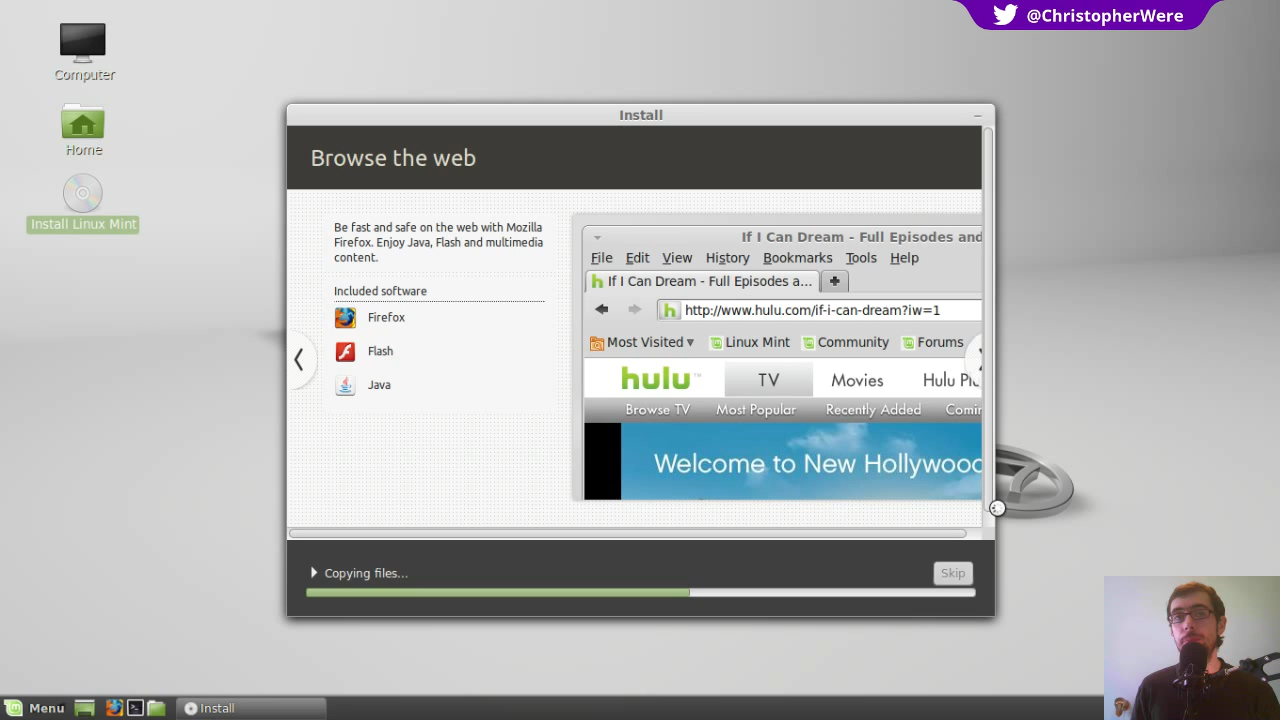 @ChristopherWere
Computer
Home
Install Linux Mint
Install
Browse the web
Be fast and safe on the web with Mozilla
Firefox. Enjoy Java, Flash and multimedia
content.
Included software
Firefox
Flash
Java
If I Can Dream - Full Episodes and
File Edit View History Bookmarks Tools Help
If I Can Dream - Full Episodes a...
http://www.hulu.com/if-i-can-dream?iw=1
Most Visited Linux Mint Community Forums
hulu™ TV Movies Hulu
Browse TV Most Popular Recently Added
Welcome to New Hollywood
Copying files...
Skip
Menu
Install